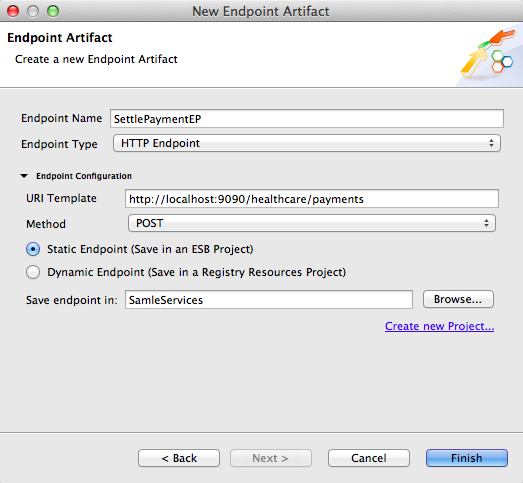 New Endpoint Artifact
Endpoint Artifact
Create a new Endpoint Artifact
Endpoint Name SettlePaymentEP
Endpoint Type HTTP Endpoint
Endpoint Configuration
URI Template http://localhost:9090/healthcare/payments
Method POST
Static Endpoint (Save in an ESB Project)
Dynamic Endpoint (Save in a Registry Resources Project)
Save endpoint in: SamleServices Browse...
Create new Project...
< Back Next > Cancel Finish